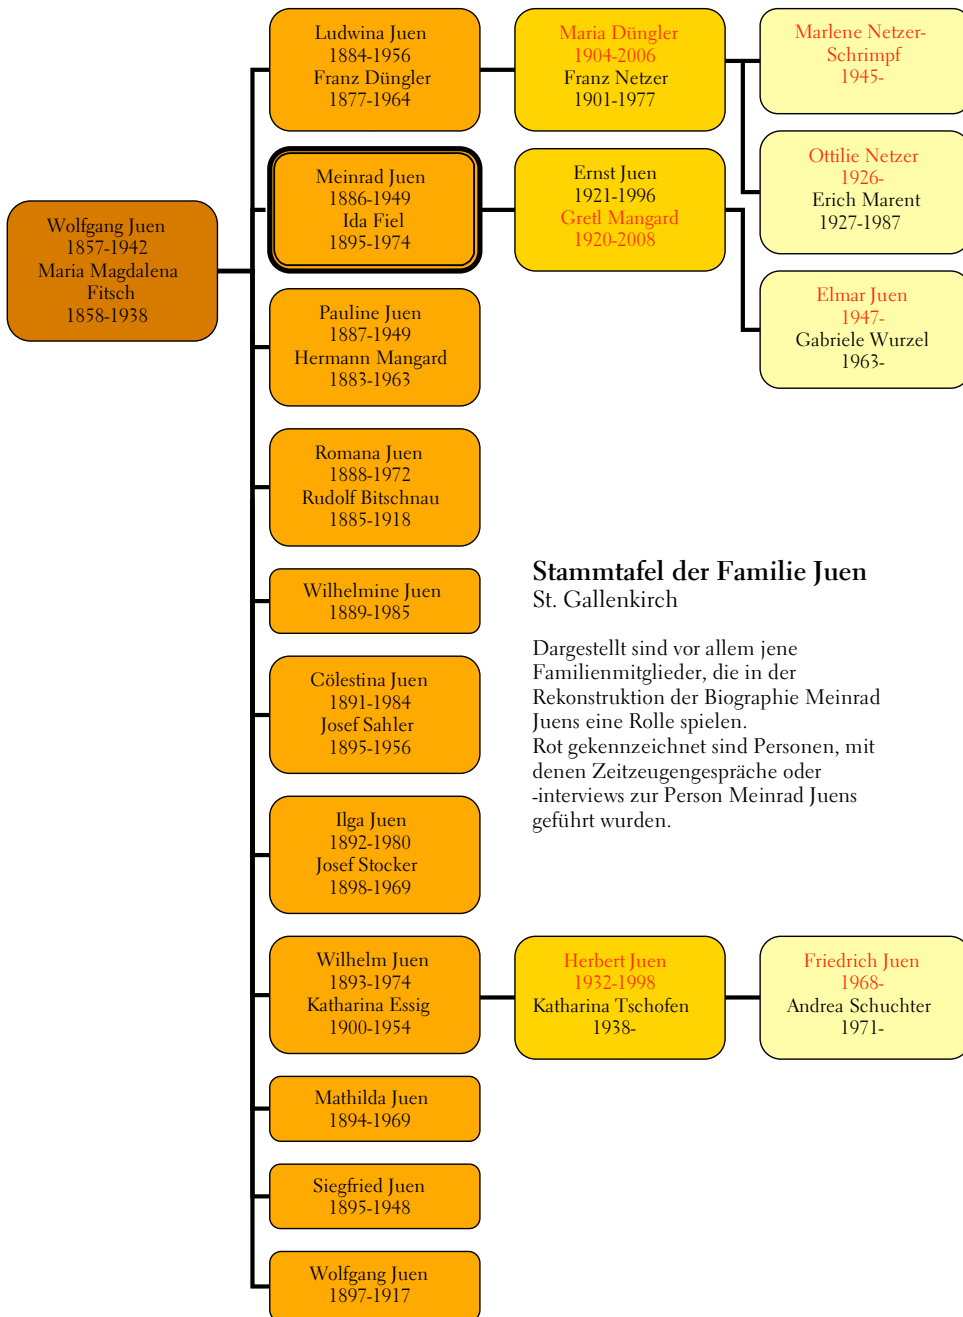 Ludwina Juen
1884-1956
Franz Düngler
1877-1964
Maria Düngler
1904-2006
Franz Netzer
1901-1977
Marlene Netzer-
Schrimpf
1945-
Ottilie Netzer
1926-
Erich Marent
1927-1987
Meinrad Juen
1886-1949
Ida Fiel
1895-1974
Ernst Juen
1921-1996
Gretl Mangard
1920-2008
Elmar Juen
1947-
Gabriele Wurzel
1963-
Wolfgang Juen
1857-1942
Maria Magdalena
Fitsch
1858-1938
Pauline Juen
1887-1949
Hermann Mangard
1883-1963
Romana Juen
1888-1972
Rudolf Bitschnau
1885-1918
Wilhelmine Juen
1889-1985
Cölestina Juen
1891-1984
Josef Sahler
1895-1956
Ilga Juen
1892-1980
Josef Stocker
1898-1969
Stammtafel der Familie Juen
St. Gallenkirch
Dargestellt sind vor allem jene
Familienmitglieder, die in der
Rekonstruktion der Biographie Meinrad
Juens eine Rolle spielen.
Rot gekennzeichnet sind Personen, mit
denen Zeitzeugengespräche oder
-interviews zur Person Meinrad Juens
geführt wurden.
Wilhelm Juen
1893-1974
Katharina Essig
1900-1954
Herbert Juen
1932-1998
Katharina Tschofen
1938-
Friedrich Juen
1968-
Andrea Schuchter
1971-
Mathilda Juen
1894-1969
Siegfried Juen
1895-1948
Wolfgang Juen
1897-1917